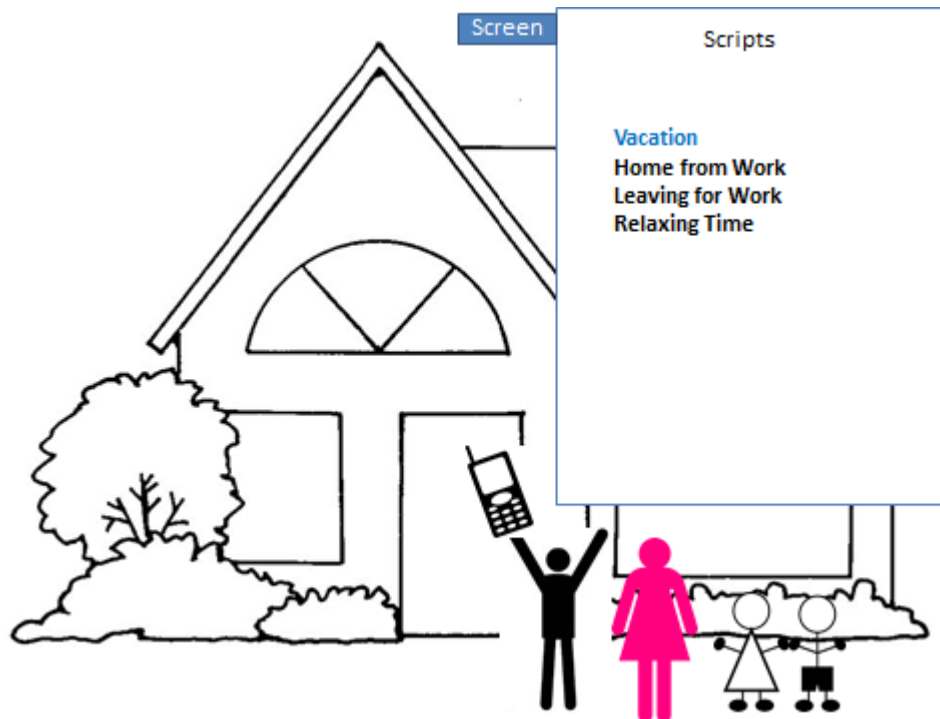 Screen
Scripts
Vacation
Home from Work
Leaving for Work
Relaxing Time